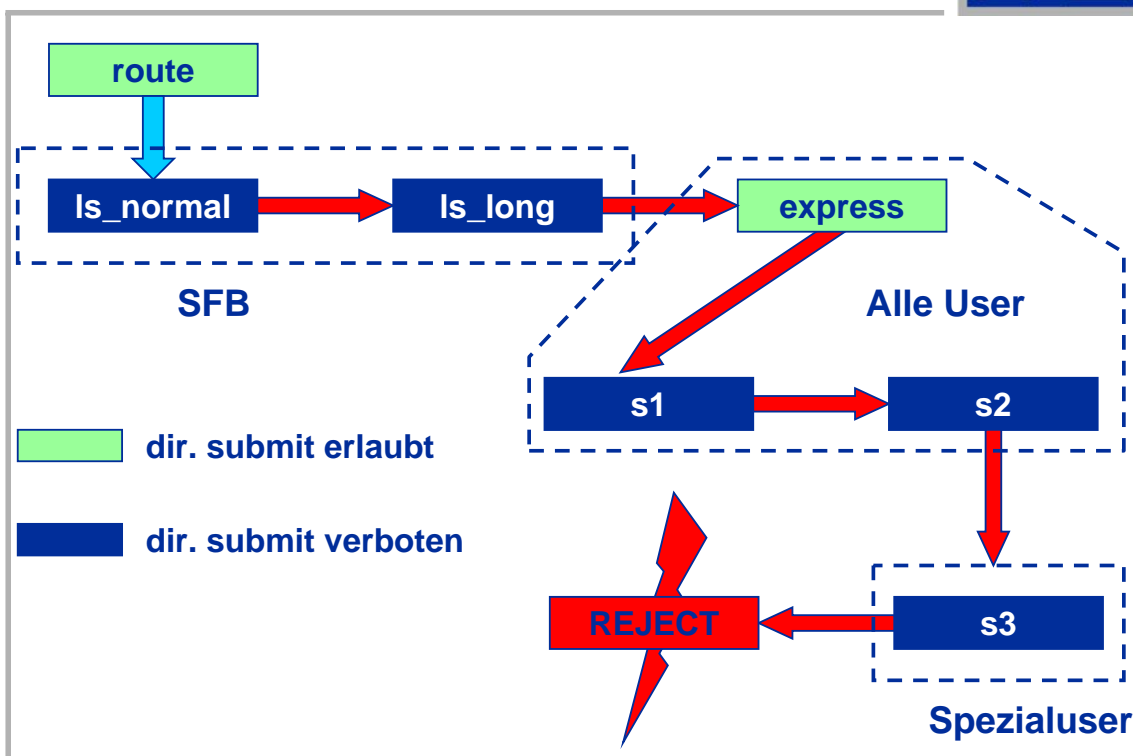 route
ls_normal
ls_long
express
SFB
Alle User
s1
s2
dir. submit erlaubt
dir. submit verboten
REJECT
s3
Spezialuser